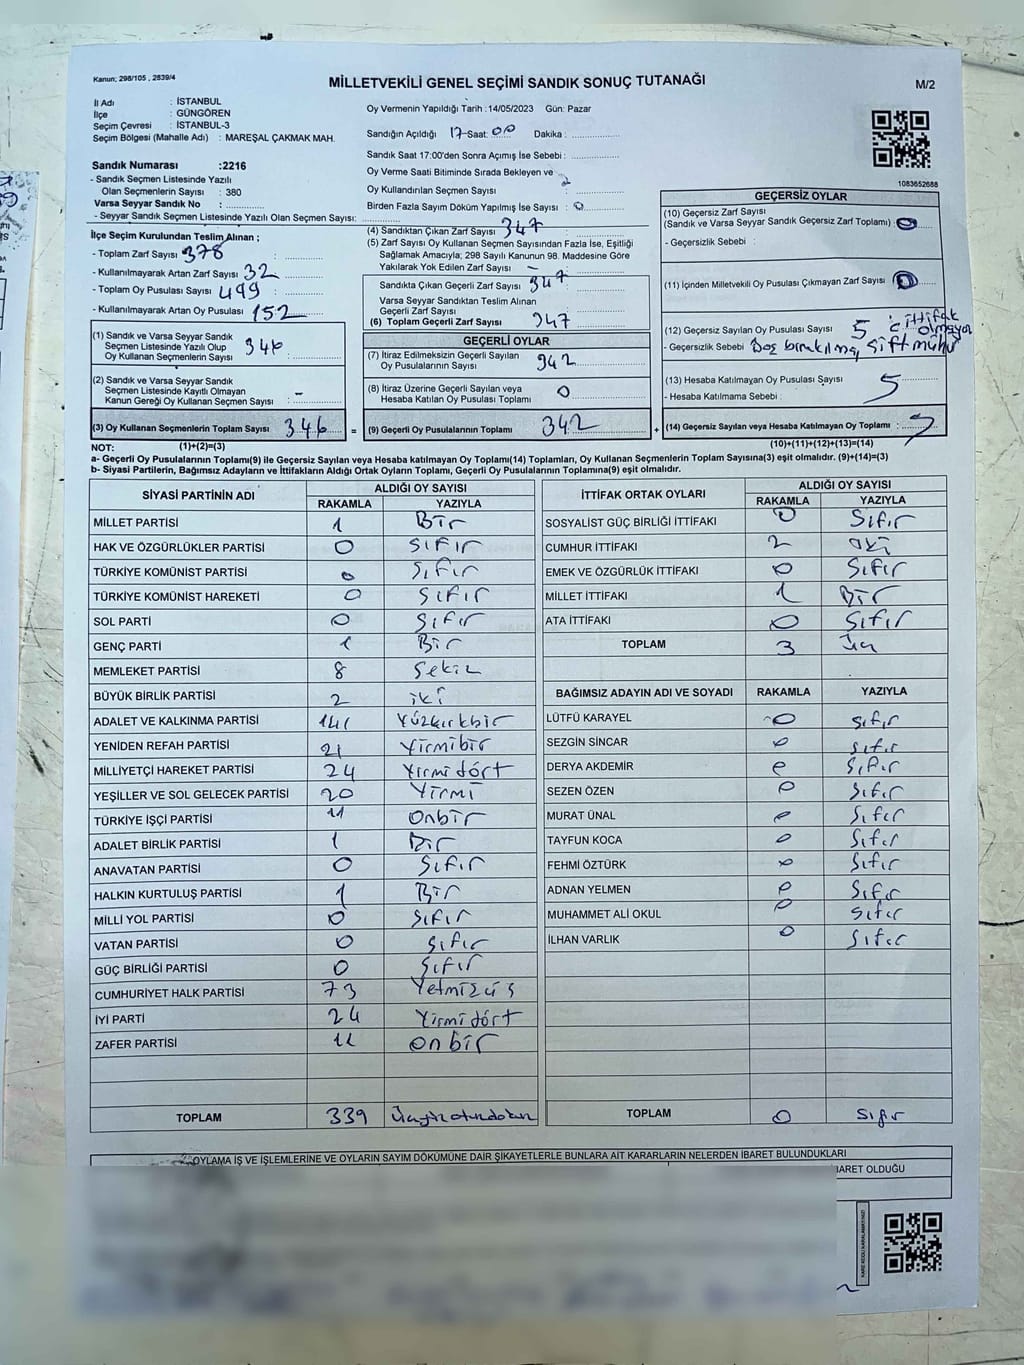 Kanun; 298/105 , 2839/4
MİLLETVEKİLİ GENEL SEÇİMİ SANDIK SONUÇ TUTANAĞI
M/2
İl Adı : İSTANBUL
İlçe : GÜNGÖREN
Seçim Çevresi : İSTANBUL-3
Seçim Bölgesi (Mahalle Adı) : MAREŞAL ÇAKMAK MAH.
Oy Vermenin Yapıldığı Tarih :14/05/2023 Gün: Pazar
Sandığın Açıldığı 17 Saat: 00 Dakika :
Sandık Saat 17:00'den Sonra Açımış İse Sebebi :
Oy Verme Saati Bitiminde Sırada Bekleyen ve
Oy Kullandırılan Seçmen Sayısı :
Birden Fazla Sayım Döküm Yapılmış İse Sayısı : 0
Sandık Numarası :2216
- Sandık Seçmen Listesinde Yazılı
Olan Seçmenlerin Sayısı : 380
Varsa Seyyar Sandık No :
- Seyyar Sandık Seçmen Listesinde Yazılı Olan Seçmen Sayısı:
1083652688
İlçe Seçim Kurulundan Teslim Alınan ;
- Toplam Zarf Sayısı 378
- Kullanılmayarak Artan Zarf Sayısı 32
- Toplam Oy Pusulası Sayısı 499
- Kullanılmayarak Artan Oy Pusulası 152
(1) Sandık ve Varsa Seyyar Sandık
Seçmen Listesinde Yazılı Olup
Oy Kullanan Seçmenlerin Sayısı 346
(2) Sandık ve Varsa Seyyar Sandık
Seçmen Listesinde Kayıtlı Olmayan
Kanun Gereği Oy Kullanan Seçmen Sayısı : -
(3) Oy Kullanan Seçmenlerin Toplam Sayısı 346 =
(4) Sandıktan Çıkan Zarf Sayısı 347
(5) Zarf Sayısı Oy Kullanan Seçmen Sayısından Fazla İse, Eşitliği
Sağlamak Amacıyla; 298 Sayılı Kanunun 98. Maddesine Göre
Yakılarak Yok Edilen Zarf Sayısı : -
Sandıkta Çıkan Geçerli Zarf Sayısı 347
Varsa Seyyar Sandıktan Teslim Alınan
Geçerli Zarf Sayısı :
(6) Toplam Geçerli Zarf Sayısı 347
GEÇERLİ OYLAR
(7) İtiraz Edilmeksizin Geçerli Sayılan
Oy Pusulalarının Sayısı : 342
(8) İtiraz Üzerine Geçerli Sayılan veya
Hesaba Katılan Oy Pusulası Toplamı : 0
(9) Geçerli Oy Pusulalarının Toplamı : 342 +
GEÇERSİZ OYLAR
(10) Geçersiz Zarf Sayısı
(Sandık ve Varsa Seyyar Sandık Geçersiz Zarf Toplamı) : 0
- Geçersizlik Sebebi :
(11) İçinden Milletvekili Oy Pusulası Çıkmayan Zarf Sayısı : 0
(12) Geçersiz Sayılan Oy Pusulası Sayısı 5 ittifak
olmayan
- Geçersizlik Sebebi Boş bırakılma, Çift mühür
(13) Hesaba Katılmayan Oy Pusulası Sayısı : 5
- Hesaba Katılmama Sebebi :
(14) Geçersiz Sayılan veya Hesaba Katılmayan Oy Toplamı : 5
NOT: (1)+(2)=(3)
(10)+(11)+(12)+(13)=(14)
a- Geçerli Oy Pusulalarının Toplamı(9) ile Geçersiz Sayılan veya Hesaba katılmayan Oy Toplamı(14) Toplamları, Oy Kullanan Seçmenlerin Toplam Sayısına(3) eşit olmalıdır. (9)+(14)=(3)
b- Siyasi Partilerin, Bağımsız Adayların ve İttifakların Aldığı Ortak Oyların Toplamı, Geçerli Oy Pusulalarının Toplamına(9) eşit olmalıdır.
SİYASİ PARTİNİN ADI ALDIĞI OY SAYISI
RAKAMLA YAZIYLA
MİLLET PARTİSİ 1 Bir
HAK VE ÖZGÜRLÜKLER PARTİSİ 0 Sıfır
TÜRKİYE KOMÜNİST PARTİSİ 0 Sıfır
TÜRKİYE KOMÜNİST HAREKETİ 0 Sıfır
SOL PARTİ 0 Sıfır
GENÇ PARTİ 1 Bir
MEMLEKET PARTİSİ 8 Sekiz
BÜYÜK BİRLİK PARTİSİ 2 iki
ADALET VE KALKINMA PARTİSİ 141 Yüzkırkbir
YENİDEN REFAH PARTİSİ 21 Yirmibir
MİLLİYETÇİ HAREKET PARTİSİ 24 Yirmidört
YEŞİLLER VE SOL GELECEK PARTİSİ 20 Yirmi
TÜRKİYE İŞÇİ PARTİSİ 11 Onbir
ADALET BİRLİK PARTİSİ 1 Bir
ANAVATAN PARTİSİ 0 Sıfır
HALKIN KURTULUŞ PARTİSİ 1 Bir
MİLLİ YOL PARTİSİ 0 Sıfır
VATAN PARTİSİ 0 Sıfır
GÜÇ BİRLİĞİ PARTİSİ 0 Sıfır
CUMHURİYET HALK PARTİSİ 73 Yetmişüş
İYİ PARTİ 24 Yirmidört
ZAFER PARTİSİ 11 onbir
TOPLAM 339
İTTİFAK ORTAK OYLARI ALDIĞI OY SAYISI
RAKAMLA YAZIYLA
SOSYALİST GÜÇ BİRLİĞİ İTTİFAKI 0 Sıfır
CUMHUR İTTİFAKI 2 iki
EMEK VE ÖZGÜRLÜK İTTİFAKI 0 Sıfır
MİLLET İTTİFAKI 1 Bir
ATA İTTİFAKI 0 Sıfır
TOPLAM 3 üç
BAĞIMSIZ ADAYIN ADI VE SOYADI RAKAMLA YAZIYLA
LÜTFÜ KARAYEL 0 sıfır
SEZGİN SİNCAR 0 sıfır
DERYA AKDEMİR 0 sıfır
SEZEN ÖZEN 0 sıfır
MURAT ÜNAL 0 sıfır
TAYFUN KOCA 0 sıfır
FEHMİ ÖZTÜRK 0 sıfır
ADNAN YELMEN 0 sıfır
MUHAMMET ALİ OKUL 0 sıfır
İLHAN VARLIK 0 sıfır
TOPLAM 0 sıfır
OYLAMA İŞ VE İŞLEMLERİNE VE OYLARIN SAYIM DÖKÜMÜNE DAİR ŞİKAYETLERLE BUNLARA AİT KARARLARIN NELERDEN İBARET BULUNDUKLARI
BARET OLDUĞU
KARE KODU KARALAMAYINIZ!